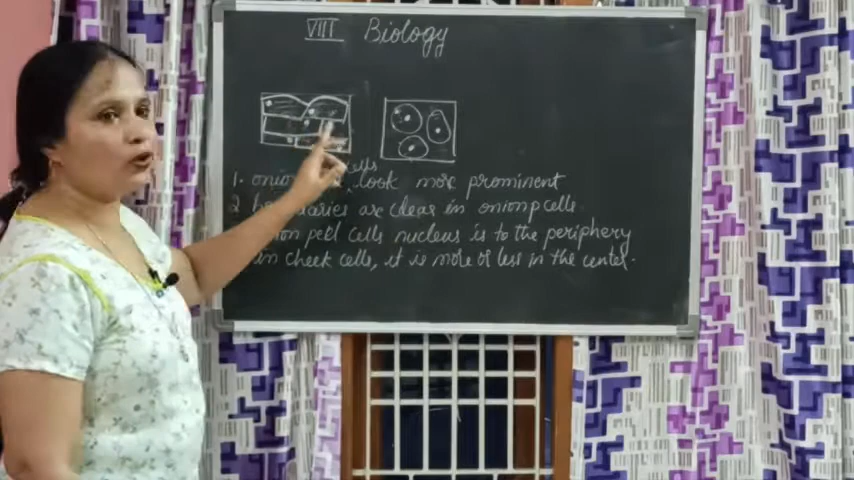 VIII Biology
1. onion cells look more prominent
2 boundaries are clear in onion p cells
onion peel cells nucleus is to the periphery
in cheek cells, it is more or less in the center.